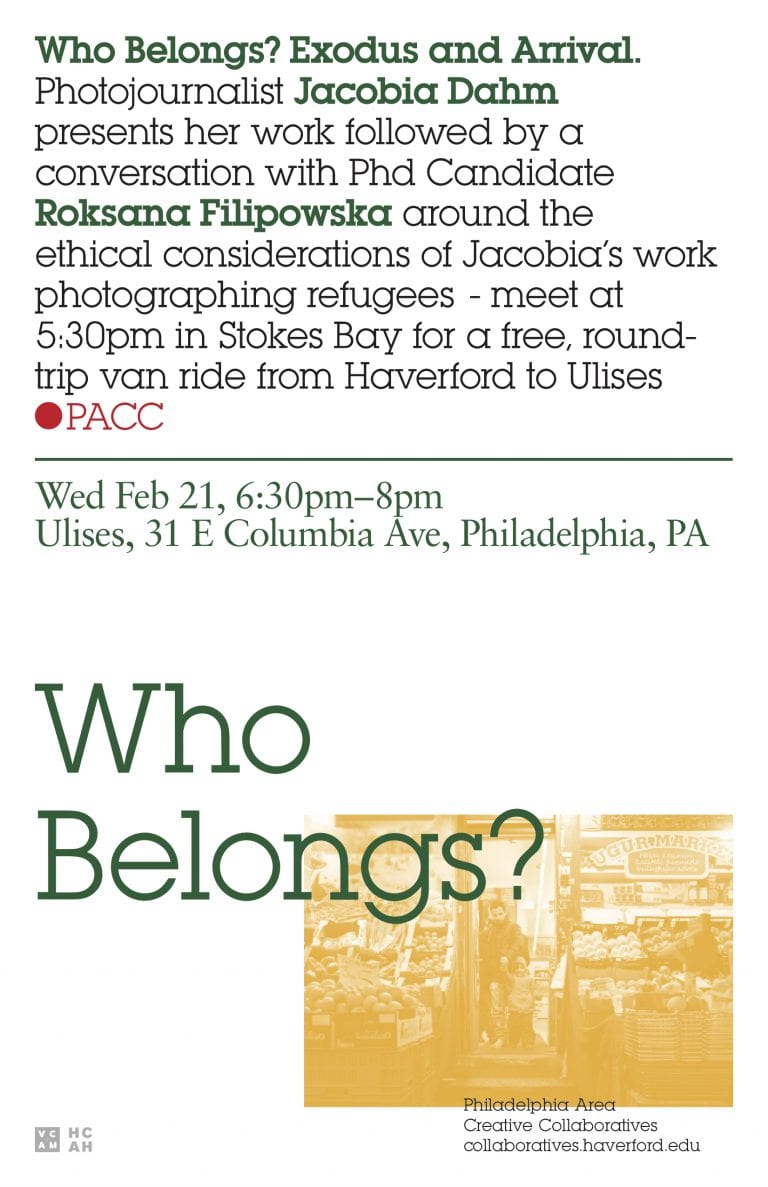 Who Belongs? Exodus and Arrival.
Photojournalist Jacobia Dahm
presents her work followed by a
conversation with Phd Candidate
Roksana Filipowska around the
ethical considerations of Jacobia's work
photographing refugees - meet at
5:30pm in Stokes Bay for a free, round-
trip van ride from Haverford to Ulises
PACC
Wed Feb 21, 6:30pm–8pm
Ulises, 31 E Columbia Ave, Philadelphia, PA
Who
Belongs?
UGUR MARK
Philadelphia Area
Creative Collaboratives
collaboratives.haverford.edu
VC
AM
HC
AH